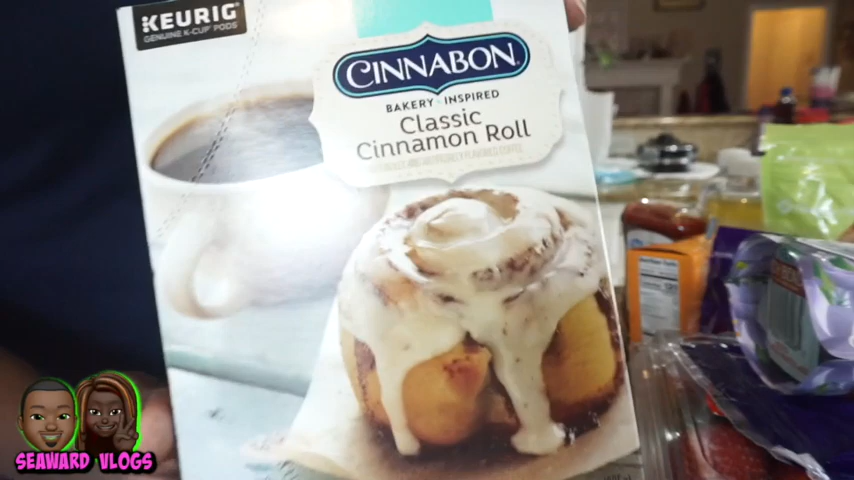 KEURIG
GENUINE K-CUP PODS
CINNABON
BAKERY INSPIRED
Classic
Cinnamon Roll
SEAWARD VLOGS